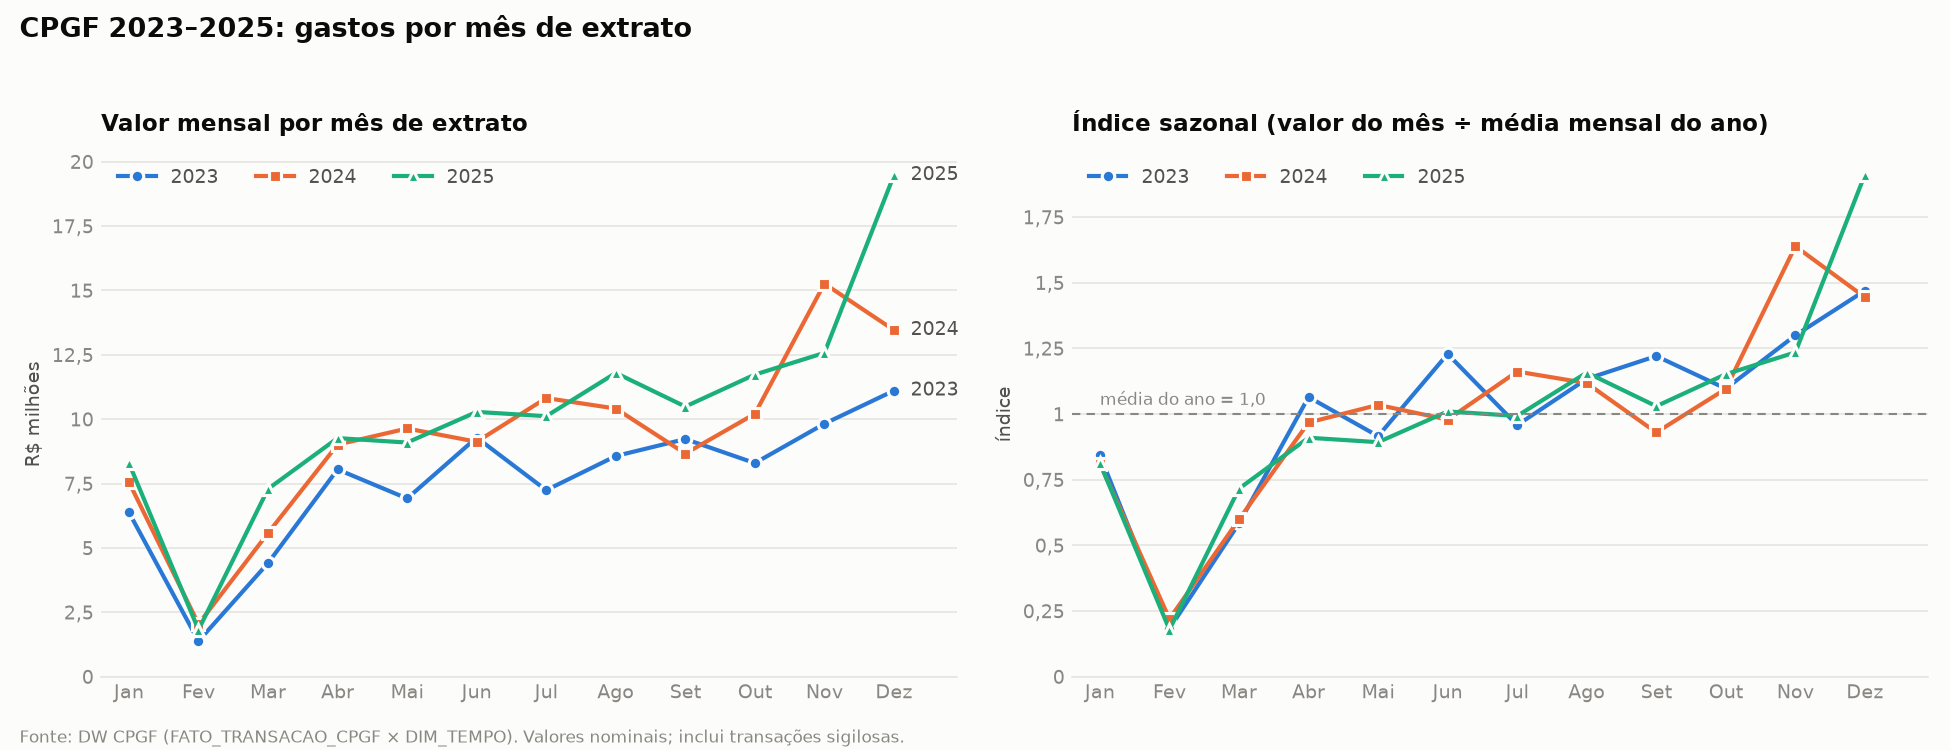 CPGF 2023–2025: gastos por mês de extrato
Valor mensal por mês de extrato
2023 2024 2025
20
17,5
15
12,5
10
7,5
5
2,5
0
R$ milhões
2025
2024
2023
Jan Fev Mar Abr Mai Jun Jul Ago Set Out Nov Dez
Índice sazonal (valor do mês ÷ média mensal do ano)
2023 2024 2025
1,75
1,5
1,25
1
0,75
0,5
0,25
0
Índice
média do ano = 1,0
Jan Fev Mar Abr Mai Jun Jul Ago Set Out Nov Dez
Fonte: DW CPGF (FATO_TRANSACAO_CPGF × DIM_TEMPO). Valores nominais; inclui transações sigilosas.